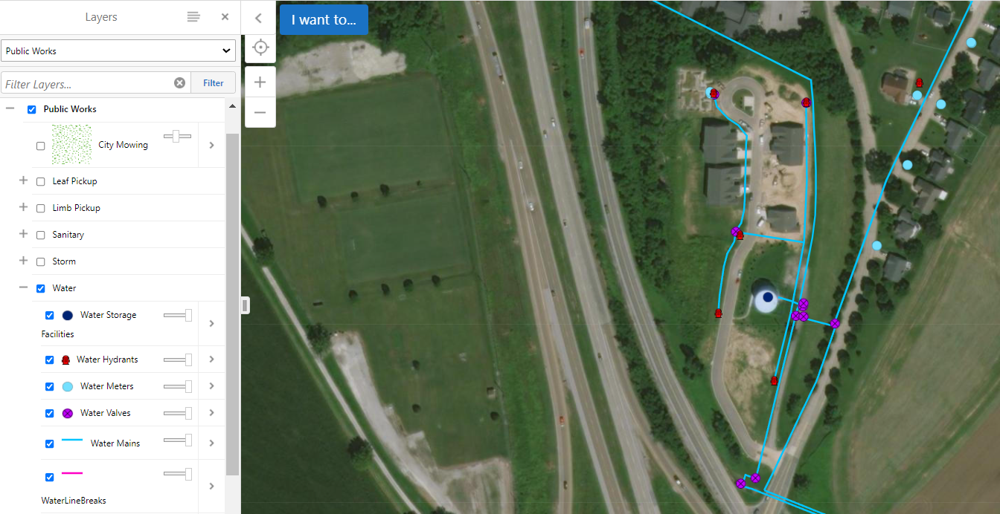 Layers
I want to...
Public Works
Filter Layers...
Filter
Public Works
City Mowing
Leaf Pickup
Limb Pickup
Sanitary
Storm
Water
Water Storage
Facilities
Water Hydrants
Water Meters
Water Valves
Water Mains
WaterLineBreaks